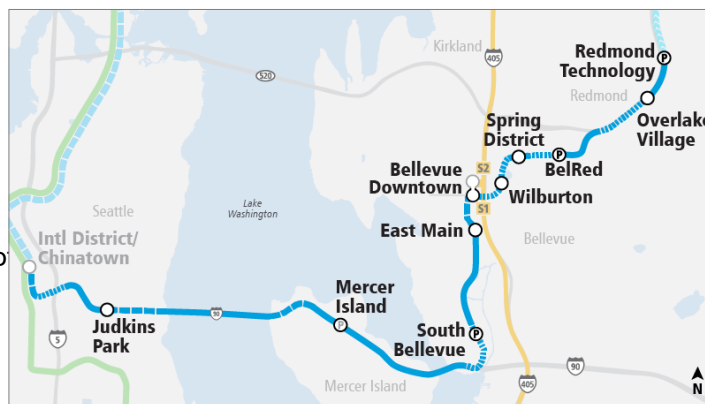 Kirkland
405
Redmond
Technology
P
520
Redmond
Spring
District
Overlake
Village
P
BelRed
Bellevue
Downtown
S2
Wilburton
S1
Lake
Washington
Seattle
East Main
Bellevue
Intl District/
Chinatown
Mercer
Island
P
90
Judkins
Park
5
South
Bellevue
P
90
Mercer Island
405
N